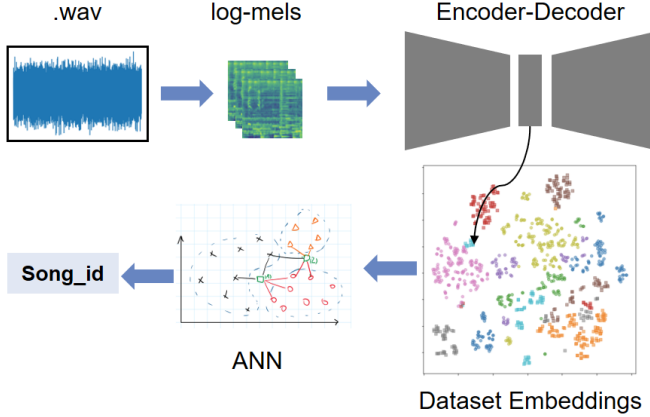 .wav
log-mels
Encoder-Decoder
Song_id
ANN
Dataset Embeddings